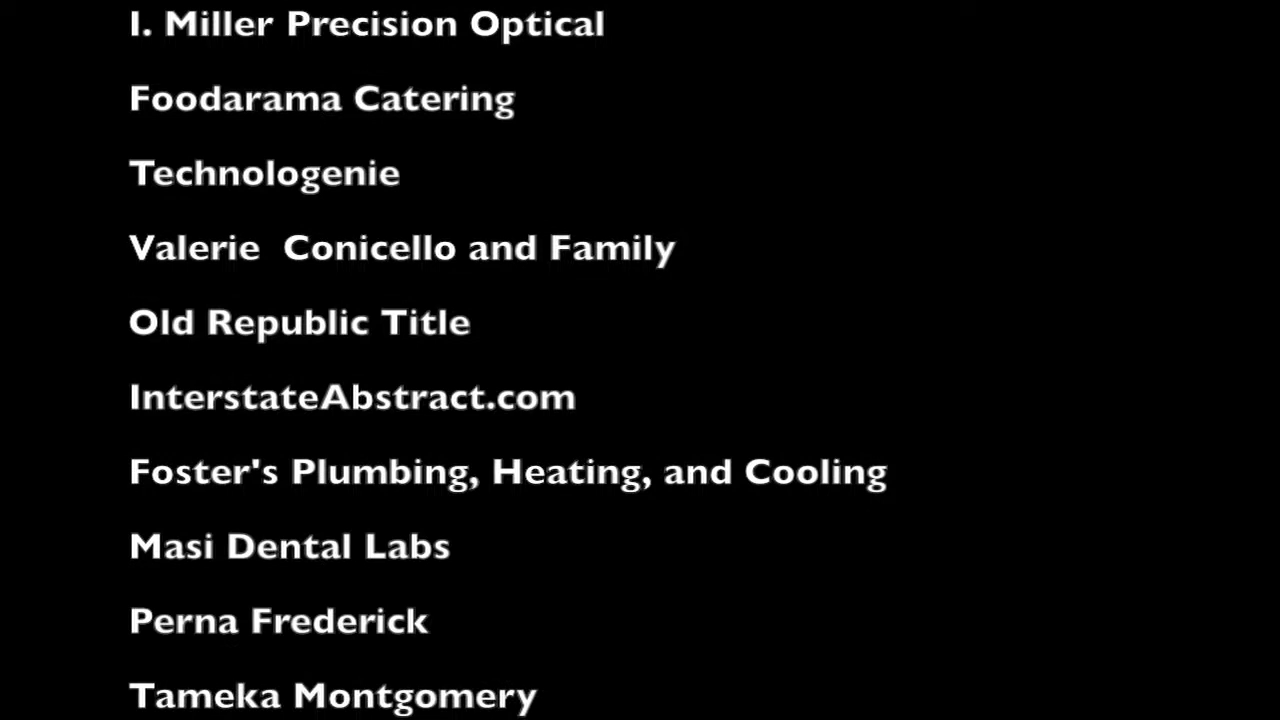 I. Miller Precision Optical
Foodarama Catering
Technologenie
Valerie  Conicello and Family
Old Republic Title
InterstateAbstract.com
Foster's Plumbing, Heating, and Cooling
Masi Dental Labs
Perna Frederick
Tameka Montgomery